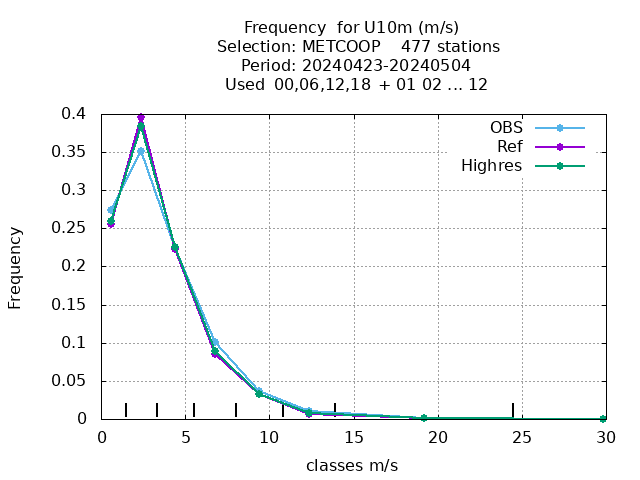 Frequency  for U10m (m/s)
Selection: METCOOP    477 stations
Period: 20240423-20240504
Used  00,06,12,18 + 01 02 ... 12
OBS
Ref
Highres
0.4
0.35
0.3
0.25
0.2
0.15
0.1
0.05
0
Frequency
0 5 10 15 20 25 30
classes m/s